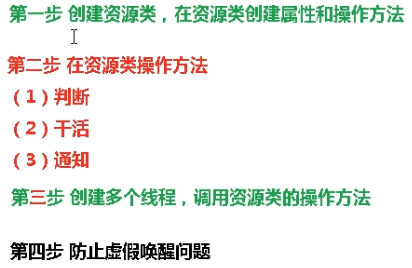 第一步 创建资源类，在资源类创建属性和操作方法
第二步 在资源类操作方法
（1）判断
（2）干活
（3）通知
第三步 创建多个线程，调用资源类的操作方法
第四步 防止虚假唤醒问题